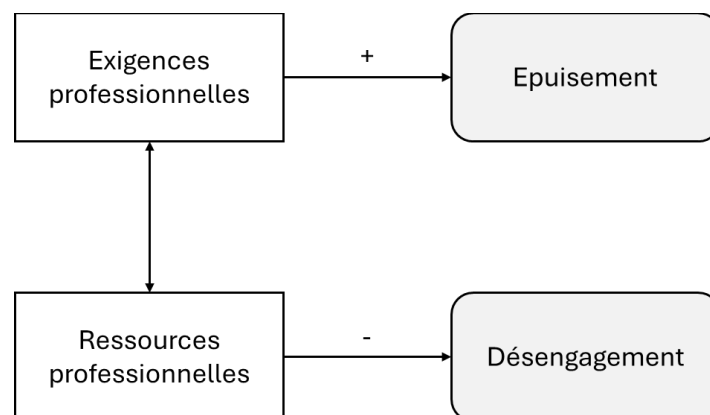 Exigences
professionnelles
+
Epuisement
Ressources
professionnelles
-
Désengagement